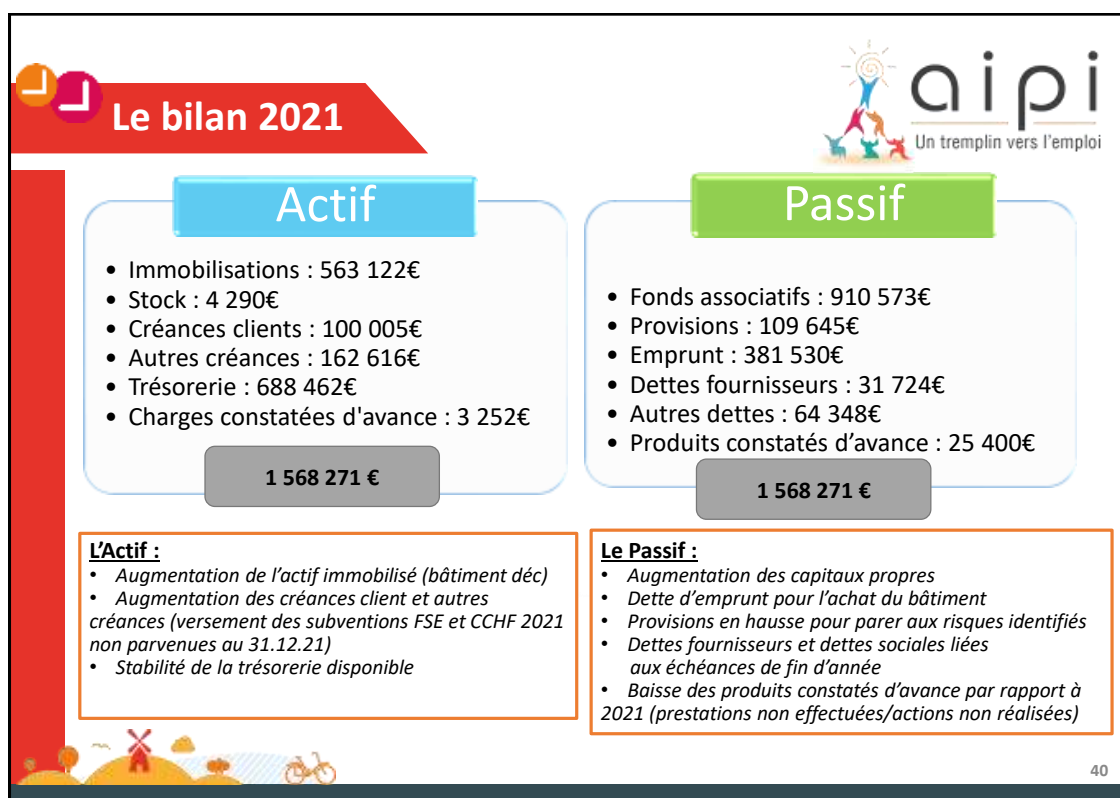 Le bilan 2021
aipi
Un tremplin vers l'emploi
Actif
• Immobilisations : 563 122€
• Stock : 4 290€
• Créances clients : 100 005€
• Autres créances : 162 616€
• Trésorerie : 688 462€
• Charges constatées d'avance : 3 252€
1 568 271 €
Passif
• Fonds associatifs : 910 573€
• Provisions : 109 645€
• Emprunt : 381 530€
• Dettes fournisseurs : 31 724€
• Autres dettes : 64 348€
• Produits constatés d’avance : 25 400€
1 568 271 €
L’Actif :
• Augmentation de l’actif immobilisé (bâtiment déc)
• Augmentation des créances client et autres
créances (versement des subventions FSE et CCHF 2021
non parvenues au 31.12.21)
• Stabilité de la trésorerie disponible
Le Passif :
• Augmentation des capitaux propres
• Dette d’emprunt pour l’achat du bâtiment
• Provisions en hausse pour parer aux risques identifiés
• Dettes fournisseurs et dettes sociales liées
aux échéances de fin d’année
• Baisse des produits constatés d’avance par rapport à
2021 (prestations non effectuées/actions non réalisées)
40